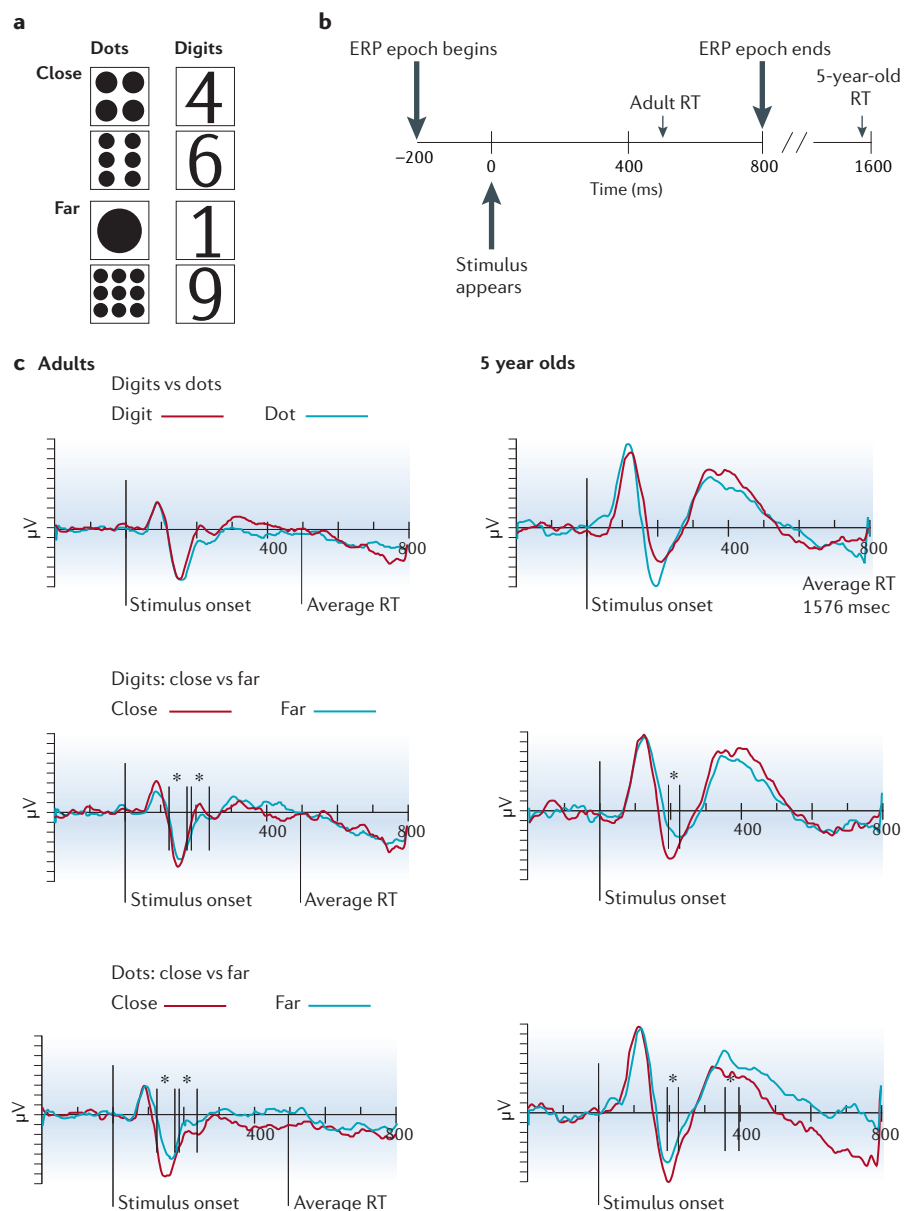 a
Dots Digits
Close
4
6
Far
1
9
b
ERP epoch begins
ERP epoch ends
5-year-old
RT
Adult RT
–200 0 400 800 1600
Time (ms)
Stimulus
appears
c Adults
5 year olds
Digits vs dots
Digit Dot
µV
400
800
Stimulus onset
Average RT
µV
400
800
Stimulus onset
Average RT
1576 msec
Digits: close vs far
Close Far
µV
* *
400
800
Stimulus onset
Average RT
µV
*
400
800
Stimulus onset
Dots: close vs far
Close Far
µV
* *
400
800
Stimulus onset
Average RT
µV
* *
400
800
Stimulus onset